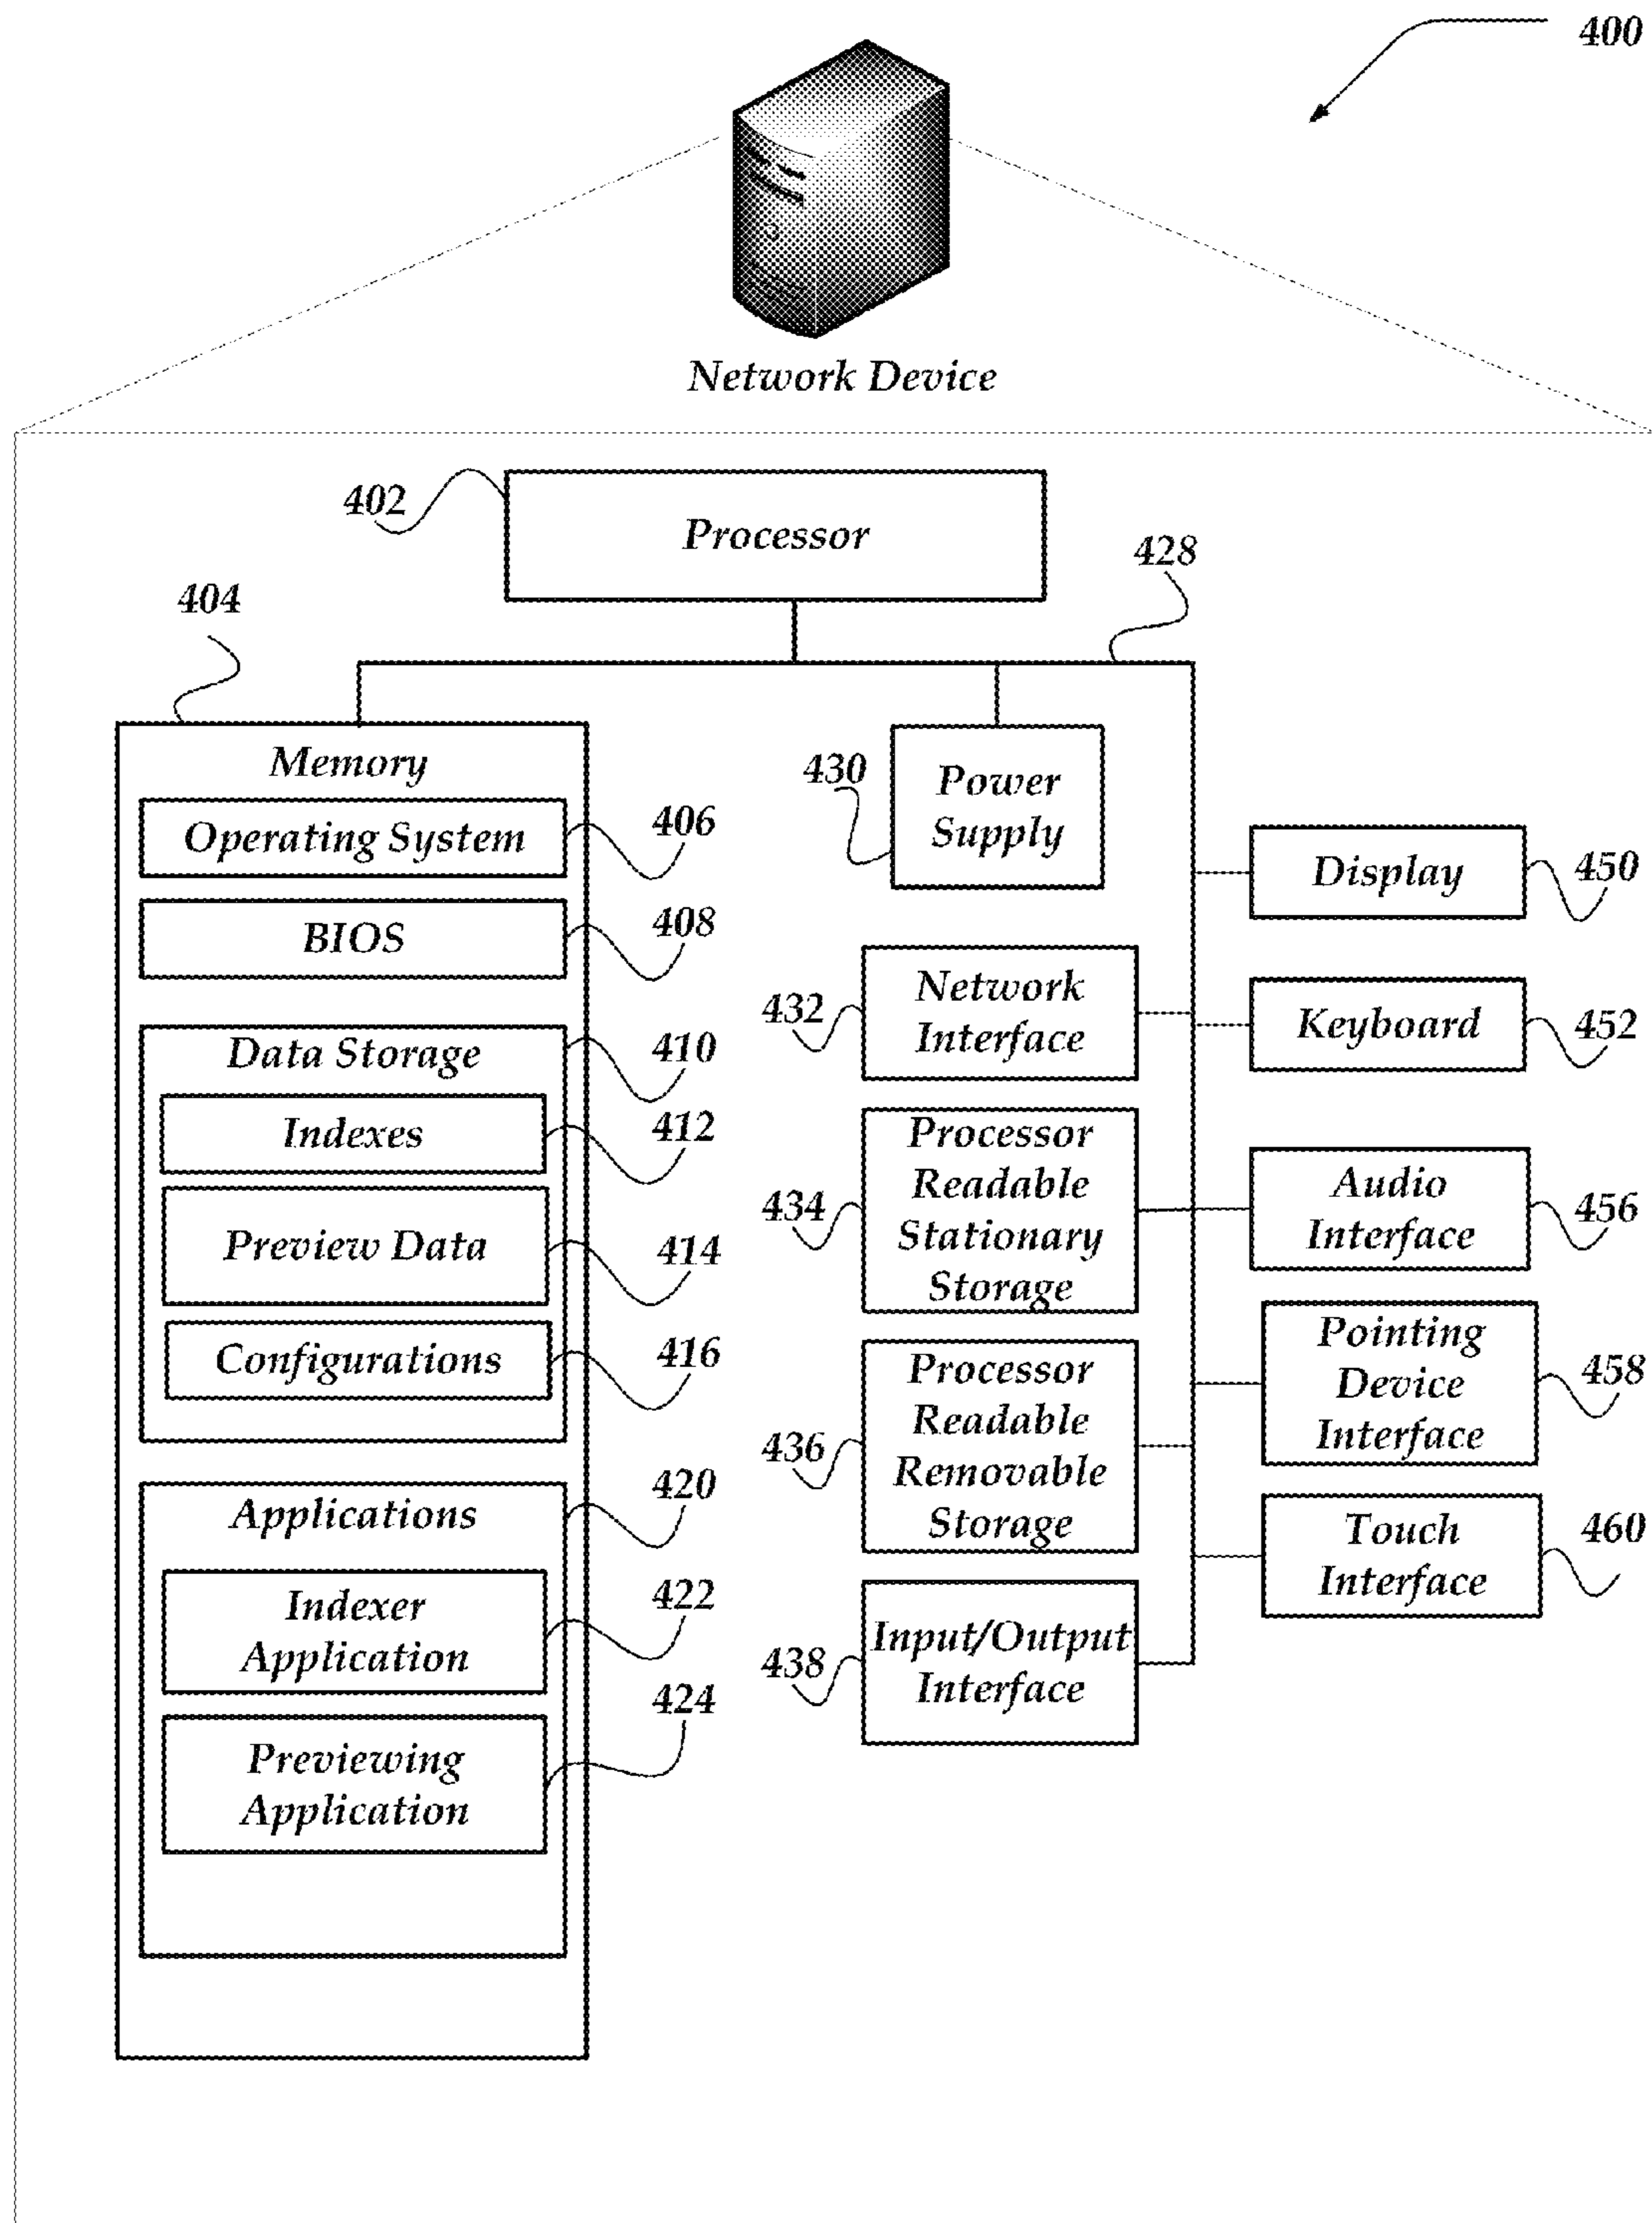 400
Network Device
402
Processor
428
404
Memory
Operating System
406
BIOS
408
Data Storage
410
Indexes
412
Preview Data
414
Configurations
416
Applications
420
Indexer
Application
422
Previewing
Application
424
430
Power
Supply
432
Network
Interface
434
Processor
Readable
Stationary
Storage
436
Processor
Readable
Removable
Storage
438
Input/Output
Interface
Display
450
Keyboard
452
Audio
Interface
456
Pointing
Device
Interface
458
Touch
Interface
460